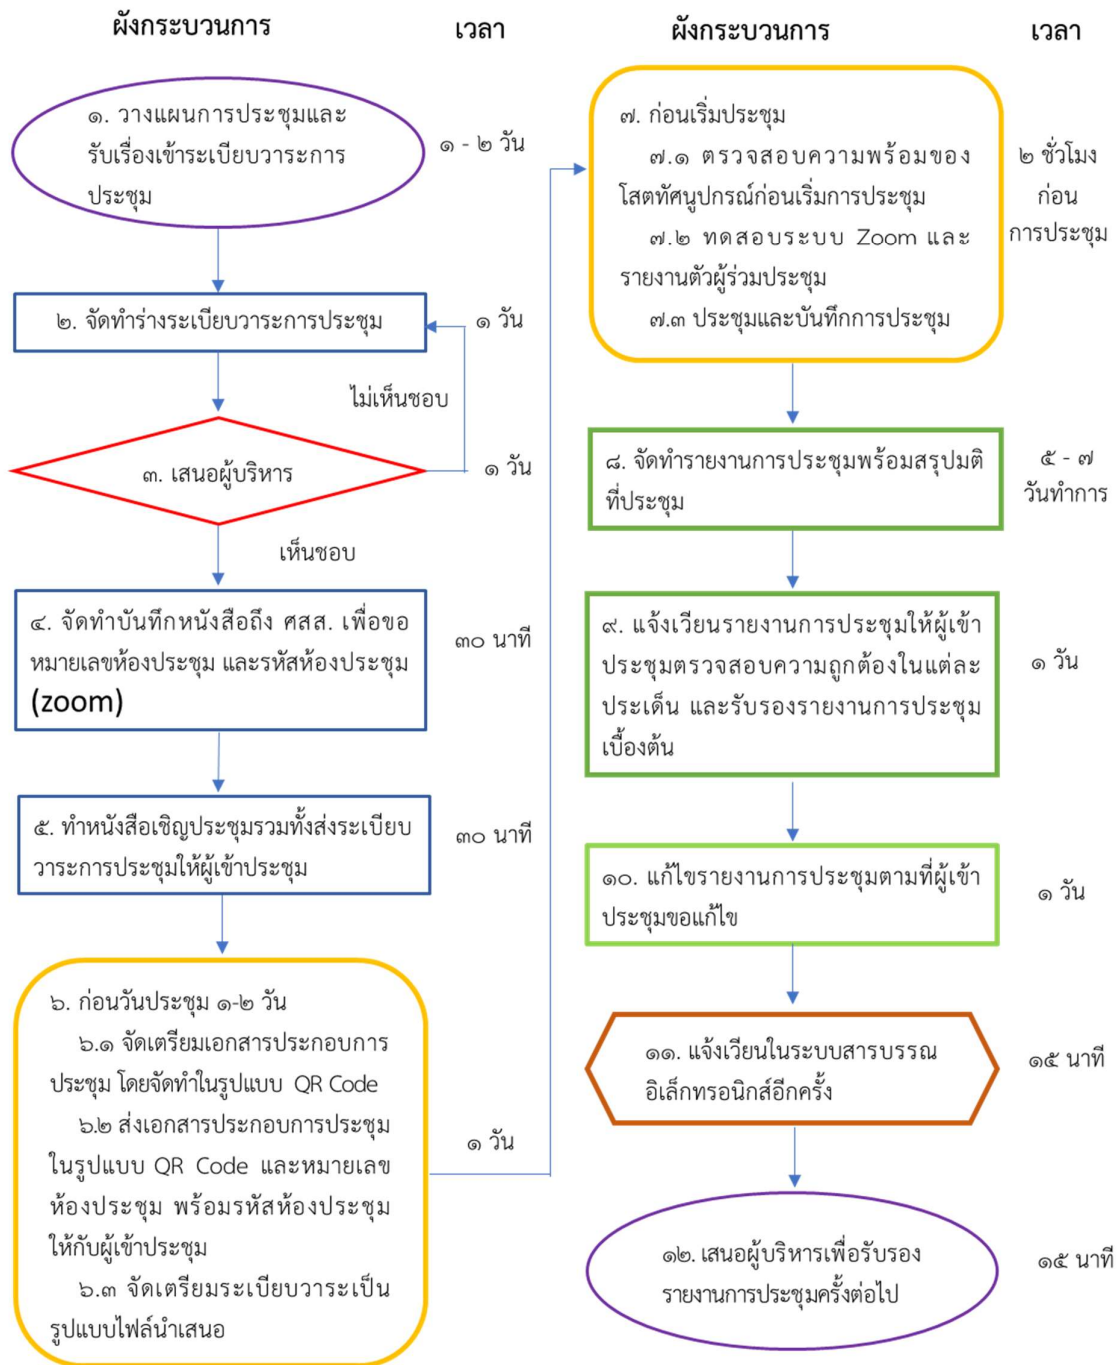 ผังกระบวนการ
เวลา
๑. วางแผนการประชุมและ
รับเรื่องเข้าระเบียบวาระการ
ประชุม
๑ - ๒ วัน
๒. จัดทำร่างระเบียบวาระการประชุม
๑ วัน
ไม่เห็นชอบ
๓. เสนอผู้บริหาร
๑ วัน
เห็นชอบ
๔. จัดทำบันทึกหนังสือถึง ศสส. เพื่อขอ
หมายเลขห้องประชุม และรหัสห้องประชุม
(zoom)
๓๐ นาที
๕. ทำหนังสือเชิญประชุมรวมทั้งส่งระเบียบ
วาระการประชุมให้ผู้เข้าประชุม
๓๐ นาที
๖. ก่อนวันประชุม ๑-๒ วัน
๖.๑ จัดเตรียมเอกสารประกอบการ
ประชุม โดยจัดทำในรูปแบบ QR Code
๖.๒ ส่งเอกสารประกอบการประชุม
ในรูปแบบ QR Code และหมายเลข
ห้องประชุม พร้อมรหัสห้องประชุม
ให้กับผู้เข้าประชุม
๖.๓ จัดเตรียมระเบียบวาระเป็น
รูปแบบไฟล์นำเสนอ
๑ วัน
ผังกระบวนการ
เวลา
๗. ก่อนเริ่มประชุม
๗.๑ ตรวจสอบความพร้อมของ
โสตทัศนูปกรณ์ก่อนเริ่มการประชุม
๗.๒ ทดสอบระบบ Zoom และ
รายงานตัวผู้ร่วมประชุม
๗.๓ ประชุมและบันทึกการประชุม
๒ ชั่วโมง
ก่อน
การประชุม
๘. จัดทำรายงานการประชุมพร้อมสรุปมติ
ที่ประชุม
๕ - ๗
วันทำการ
๙. แจ้งเวียนรายงานการประชุมให้ผู้เข้า
ประชุมตรวจสอบความถูกต้องในแต่ละ
ประเด็น และรับรองรายงานการประชุม
เบื้องต้น
๑ วัน
๑๐. แก้ไขรายงานการประชุมตามที่ผู้เข้า
ประชุมขอแก้ไข
๑ วัน
๑๑. แจ้งเวียนในระบบสารบรรณ
อิเล็กทรอนิกส์อีกครั้ง
๑๕ นาที
๑๒. เสนอผู้บริหารเพื่อรับรอง
รายงานการประชุมครั้งต่อไป
๑๕ นาที